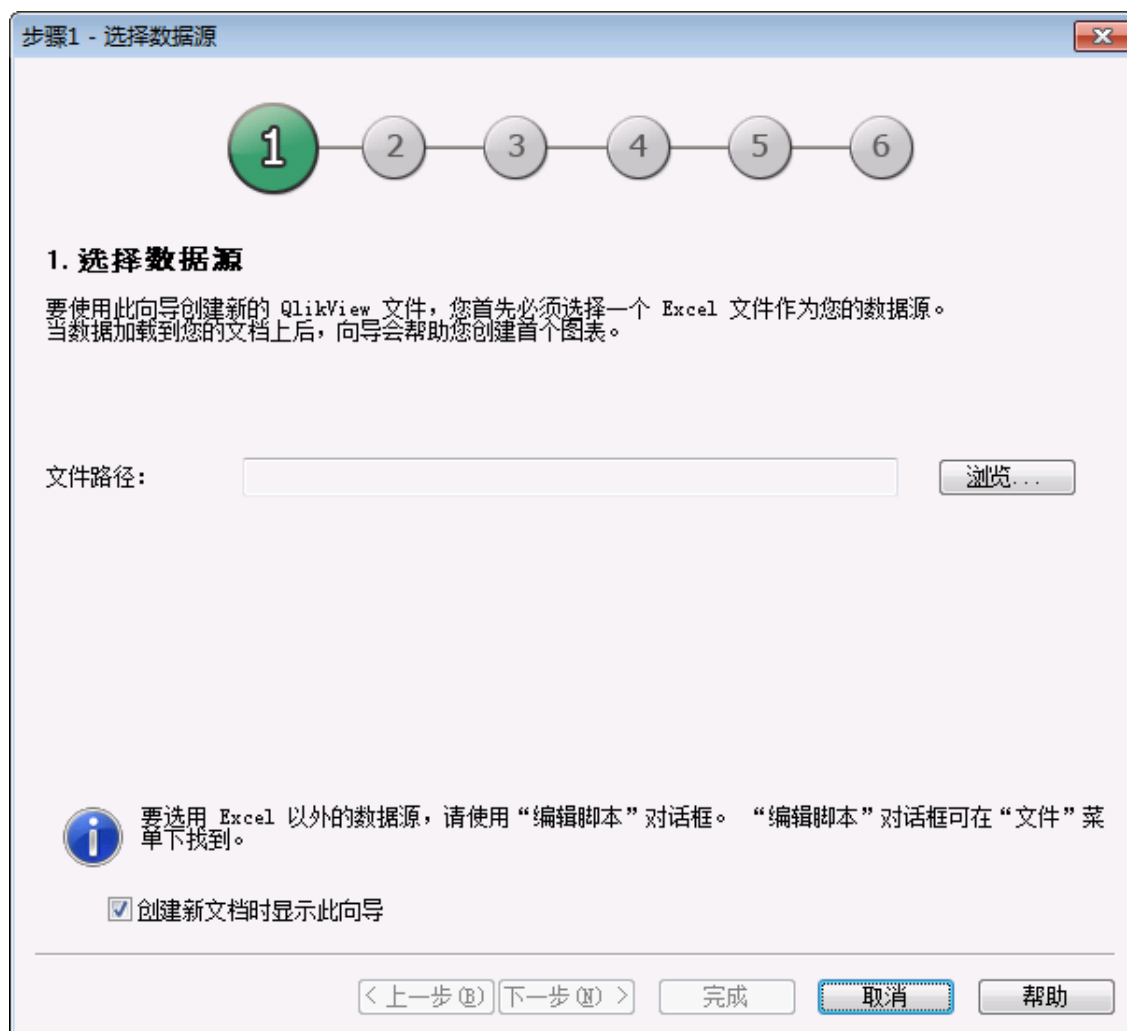 步骤1 - 选择数据源
1 2 3 4 5 6
1. 选择数据源
要使用此向导创建新的 QlikView 文件，您首先必须选择一个 Excel 文件作为您的数据源。
当数据加载到您的文档上后，向导会帮助您创建首个图表。
文件路径： 浏览...
要选用 Excel 以外的数据源，请使用“编辑脚本”对话框。 “编辑脚本”对话框可在“文件”菜
单下找到。
创建新文档时显示此向导
< 上一步(B) 下一步(N) > 完成 取消 帮助